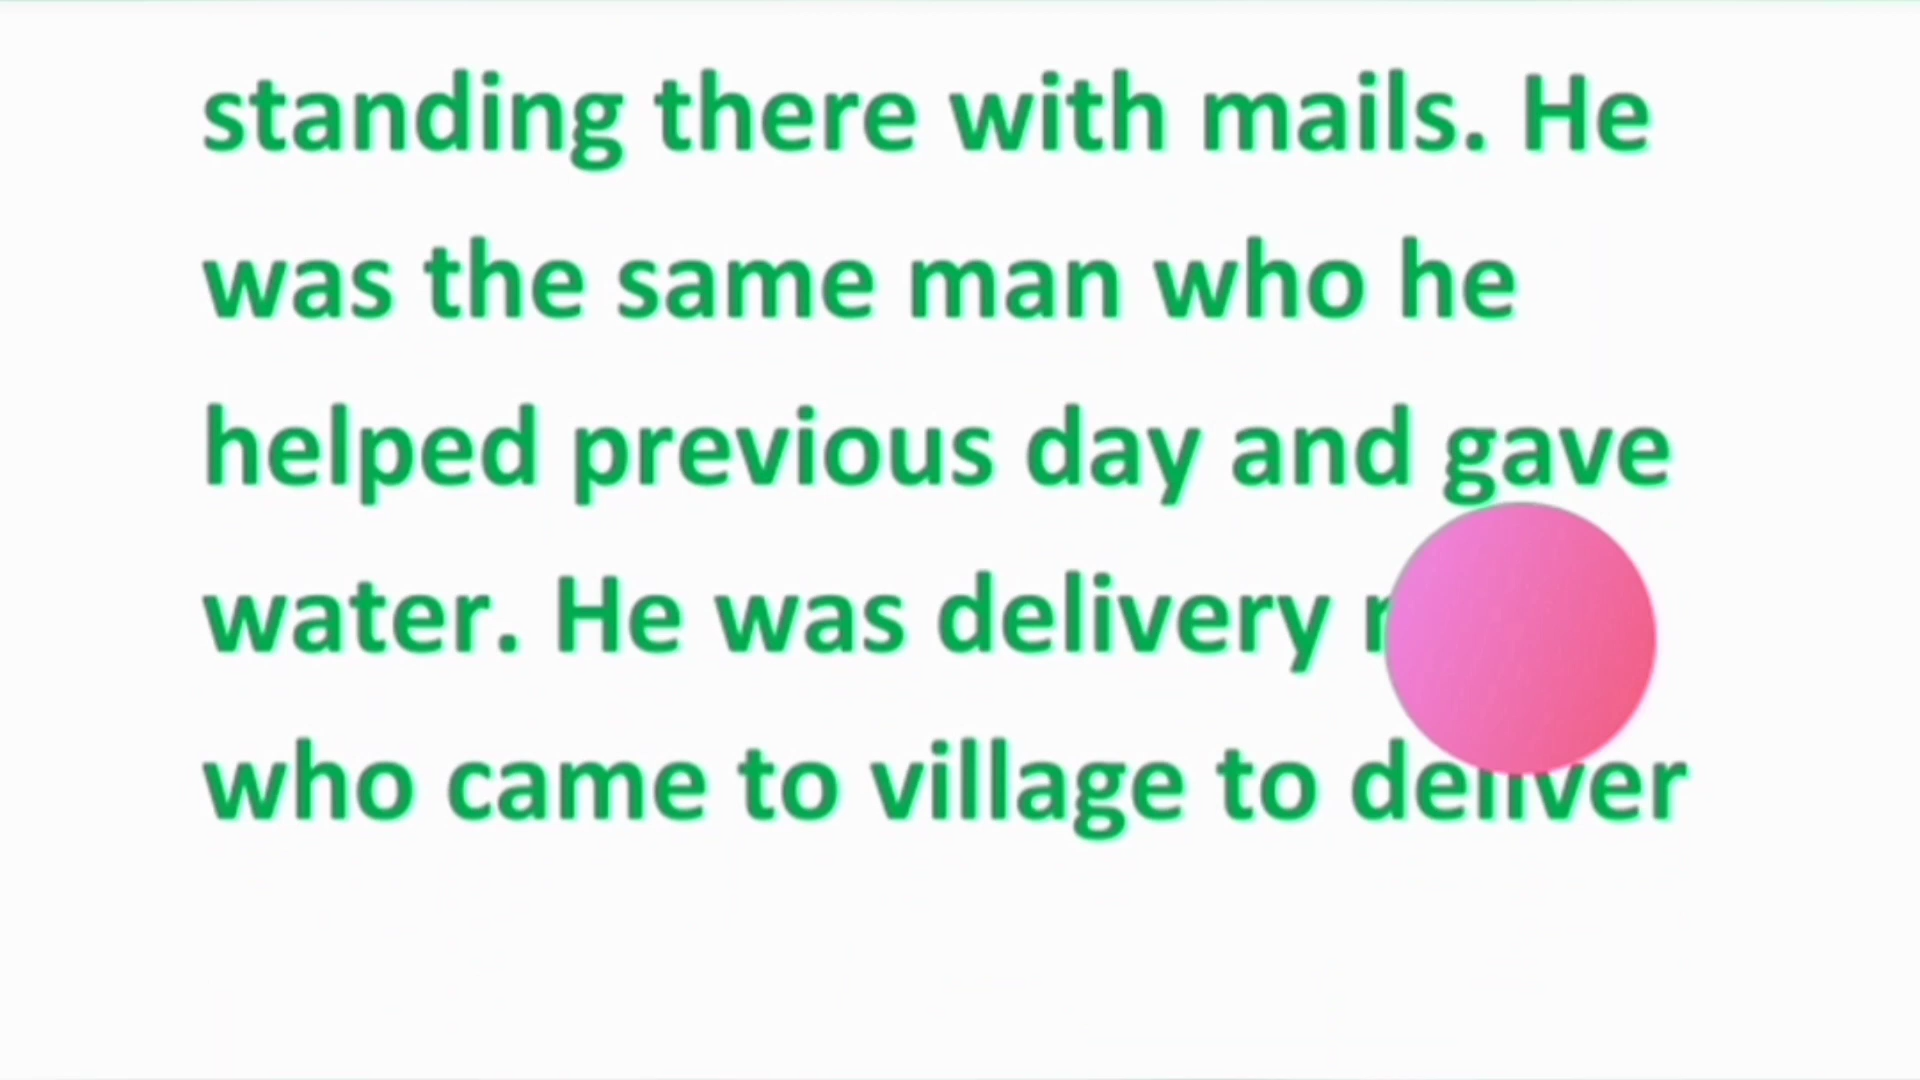 standing there with mails. He
was the same man who he
helped previous day and gave
water. He was delivery
who came to village to deliver